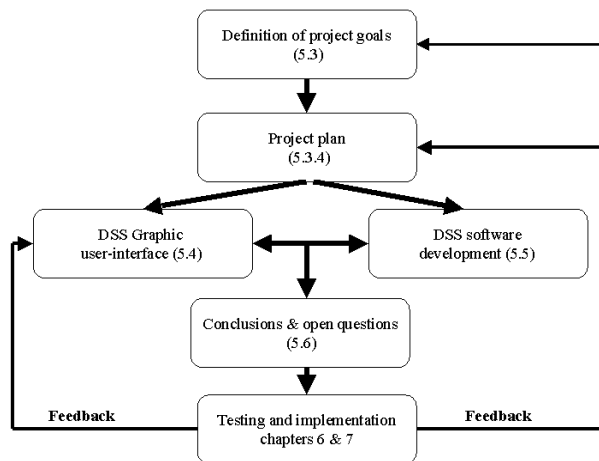 Definition of project goals
(5.3)
Project plan
(5.3.4)
DSS Graphic
user-interface (5.4)
DSS software
development (5.5)
Conclusions & open questions
(5.6)
Feedback
Testing and implementation
chapters 6 & 7
Feedback